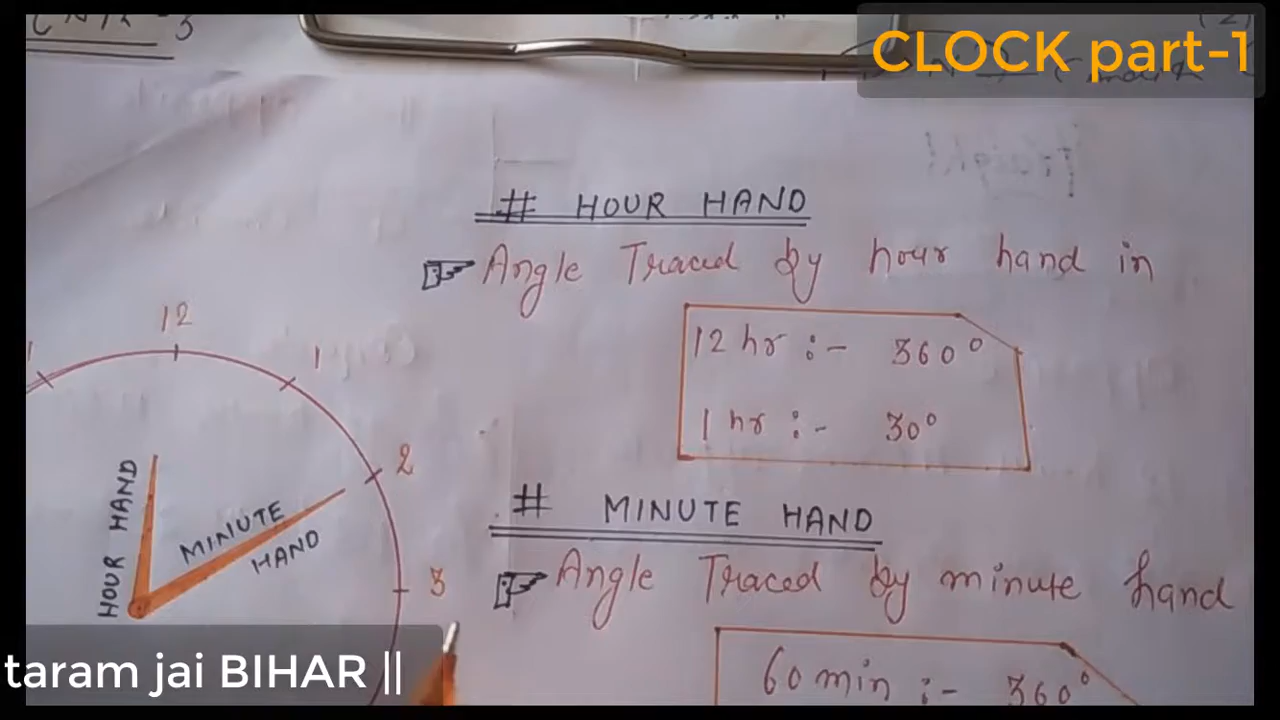 CLOCK part-1
# HOUR HAND
Angle Traced by hour hand in
12 hr :- 360°
1 hr :- 30°
# MINUTE HAND
Angle Traced by minute hand
60 min :- 360°
12
1
2
3
HOUR HAND
MINUTE
HAND
taram jai BIHAR ||